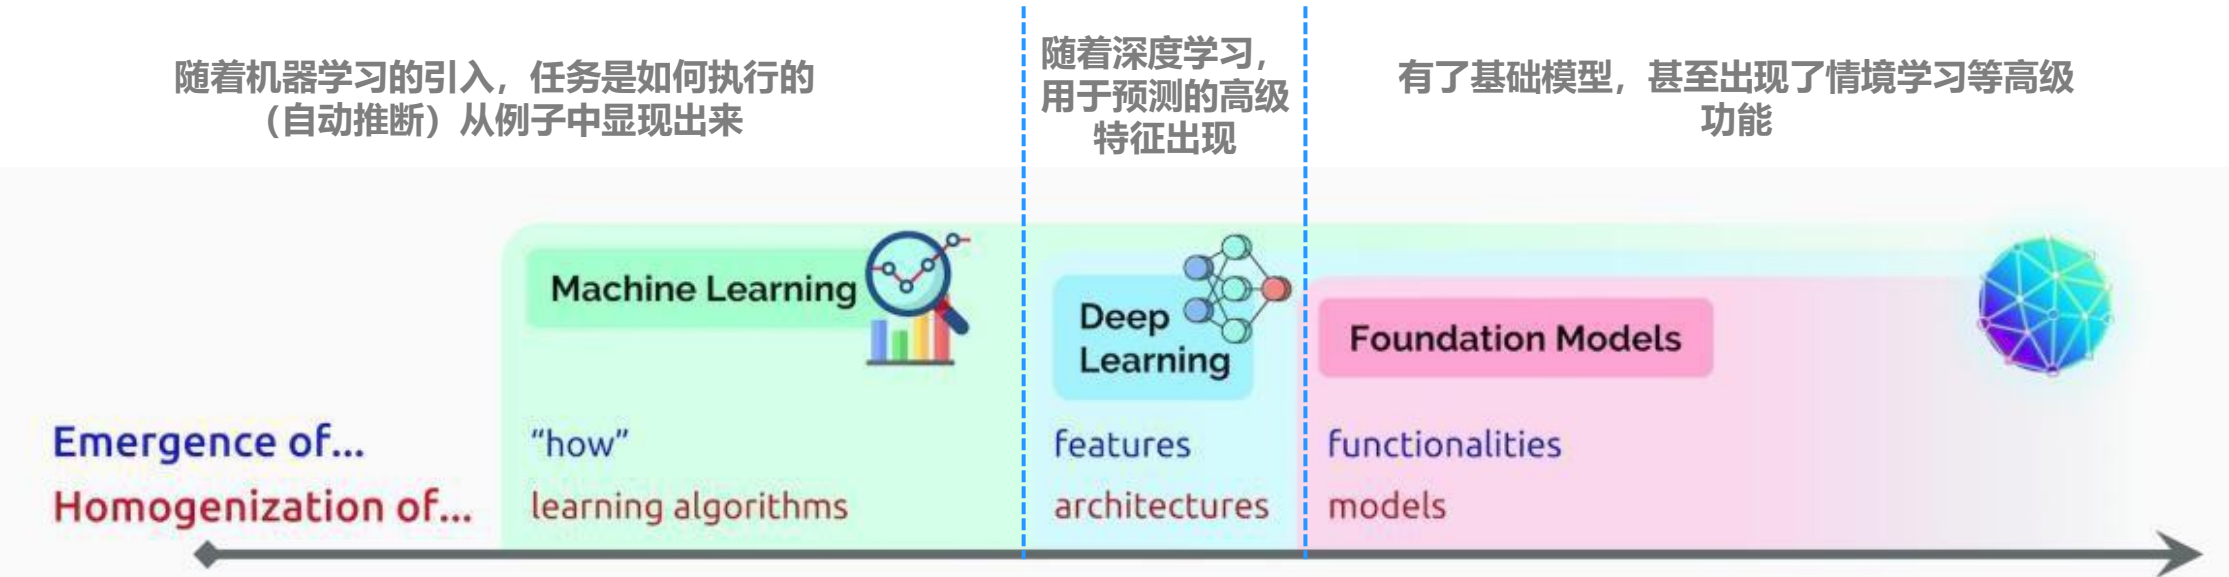 随着机器学习的引入，任务是如何执行的
（自动推断）从例子中显现出来
随着深度学习，
用于预测的高级
特征出现
有了基础模型，甚至出现了情境学习等高级
功能
Machine Learning
Deep
Learning
Foundation Models
Emergence of...
“how”
features
functionalities
Homogenization of...
learning algorithms
architectures
models